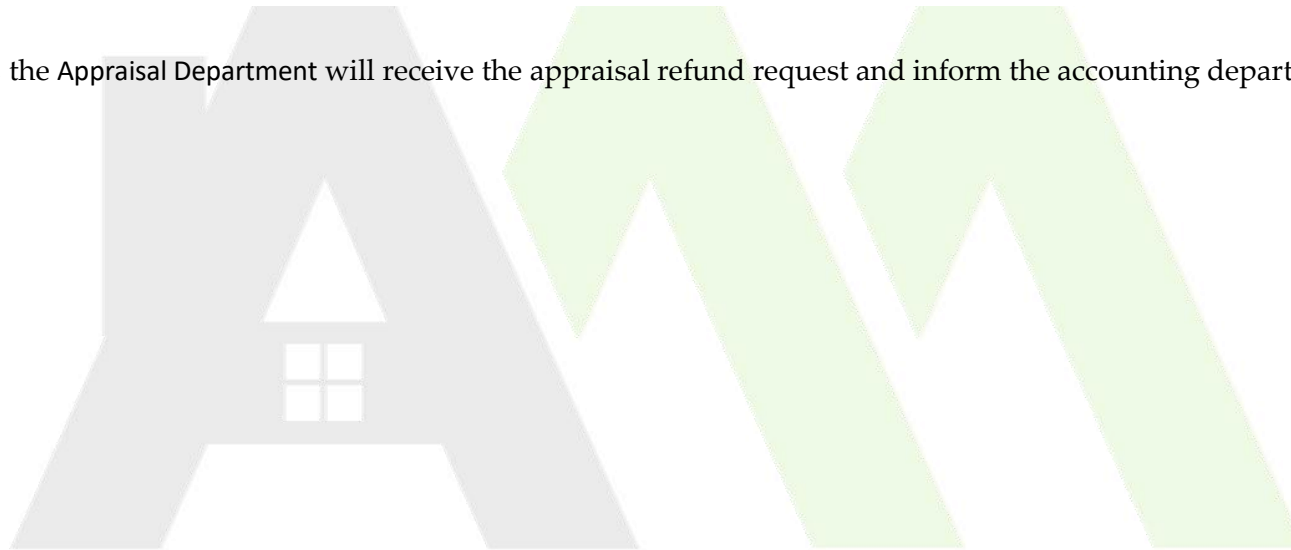 the Appraisal Department will receive the appraisal refund request and inform the accounting depart